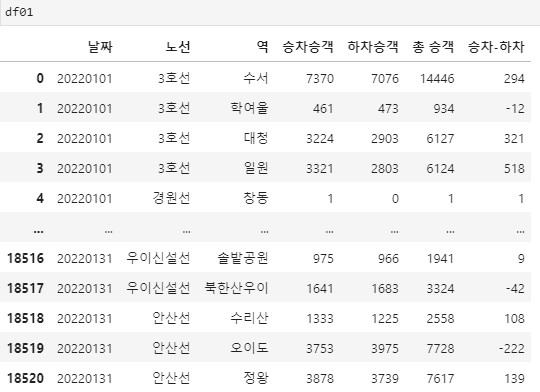 df01
날짜 노선 역 승차승객 하차승객 총 승객 승차-하차
0 20220101 3호선 수서 7370 7076 14446 294
1 20220101 3호선 학여울 461 473 934 -12
2 20220101 3호선 대청 3224 2903 6127 321
3 20220101 3호선 일원 3321 2803 6124 518
4 20220101 경원선 창동 1 0 1 1
... ... ... ... ... ... ... ...
18516 20220131 우이신설선 솔밭공원 975 966 1941 9
18517 20220131 우이신설선 북한산우이 1641 1683 3324 -42
18518 20220131 안산선 수리산 1333 1225 2558 108
18519 20220131 안산선 오이도 3753 3975 7728 -222
18520 20220131 안산선 정왕 3878 3739 7617 139